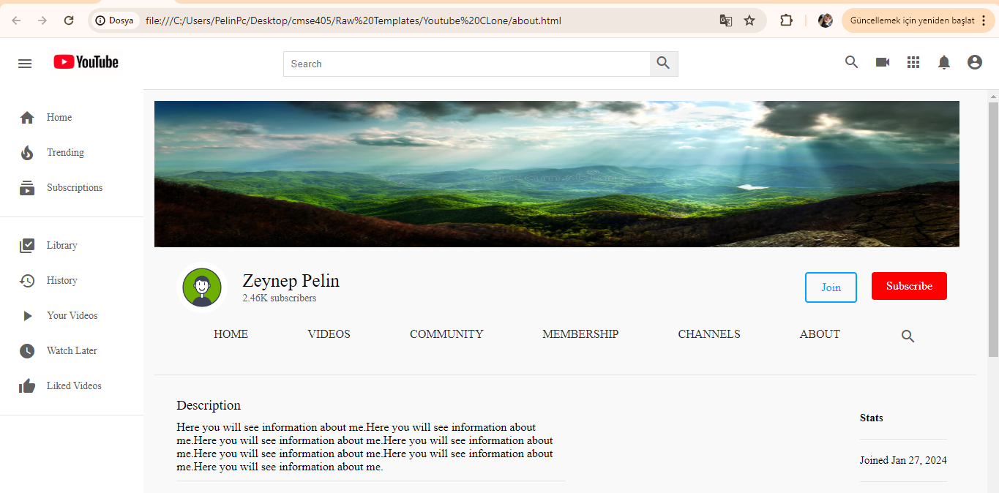 Dosya file:///C:/Users/PelinPc/Desktop/cmse405/Raw%20Templates/Youtube%20CLone/about.html Güncellemek için yeniden başlat
YouTube Search
Home
Trending
Subscriptions
Library
History
Your Videos
Watch Later
Liked Videos
Zeynep Pelin
2.46K subscribers
Join Subscribe
HOME VIDEOS COMMUNITY MEMBERSHIP CHANNELS ABOUT
Description
Here you will see information about me.Here you will see information about
me.Here you will see information about me.Here you will see information about
me.Here you will see information about me.Here you will see information about
me.Here you will see information about me.
Stats
Joined Jan 27, 2024